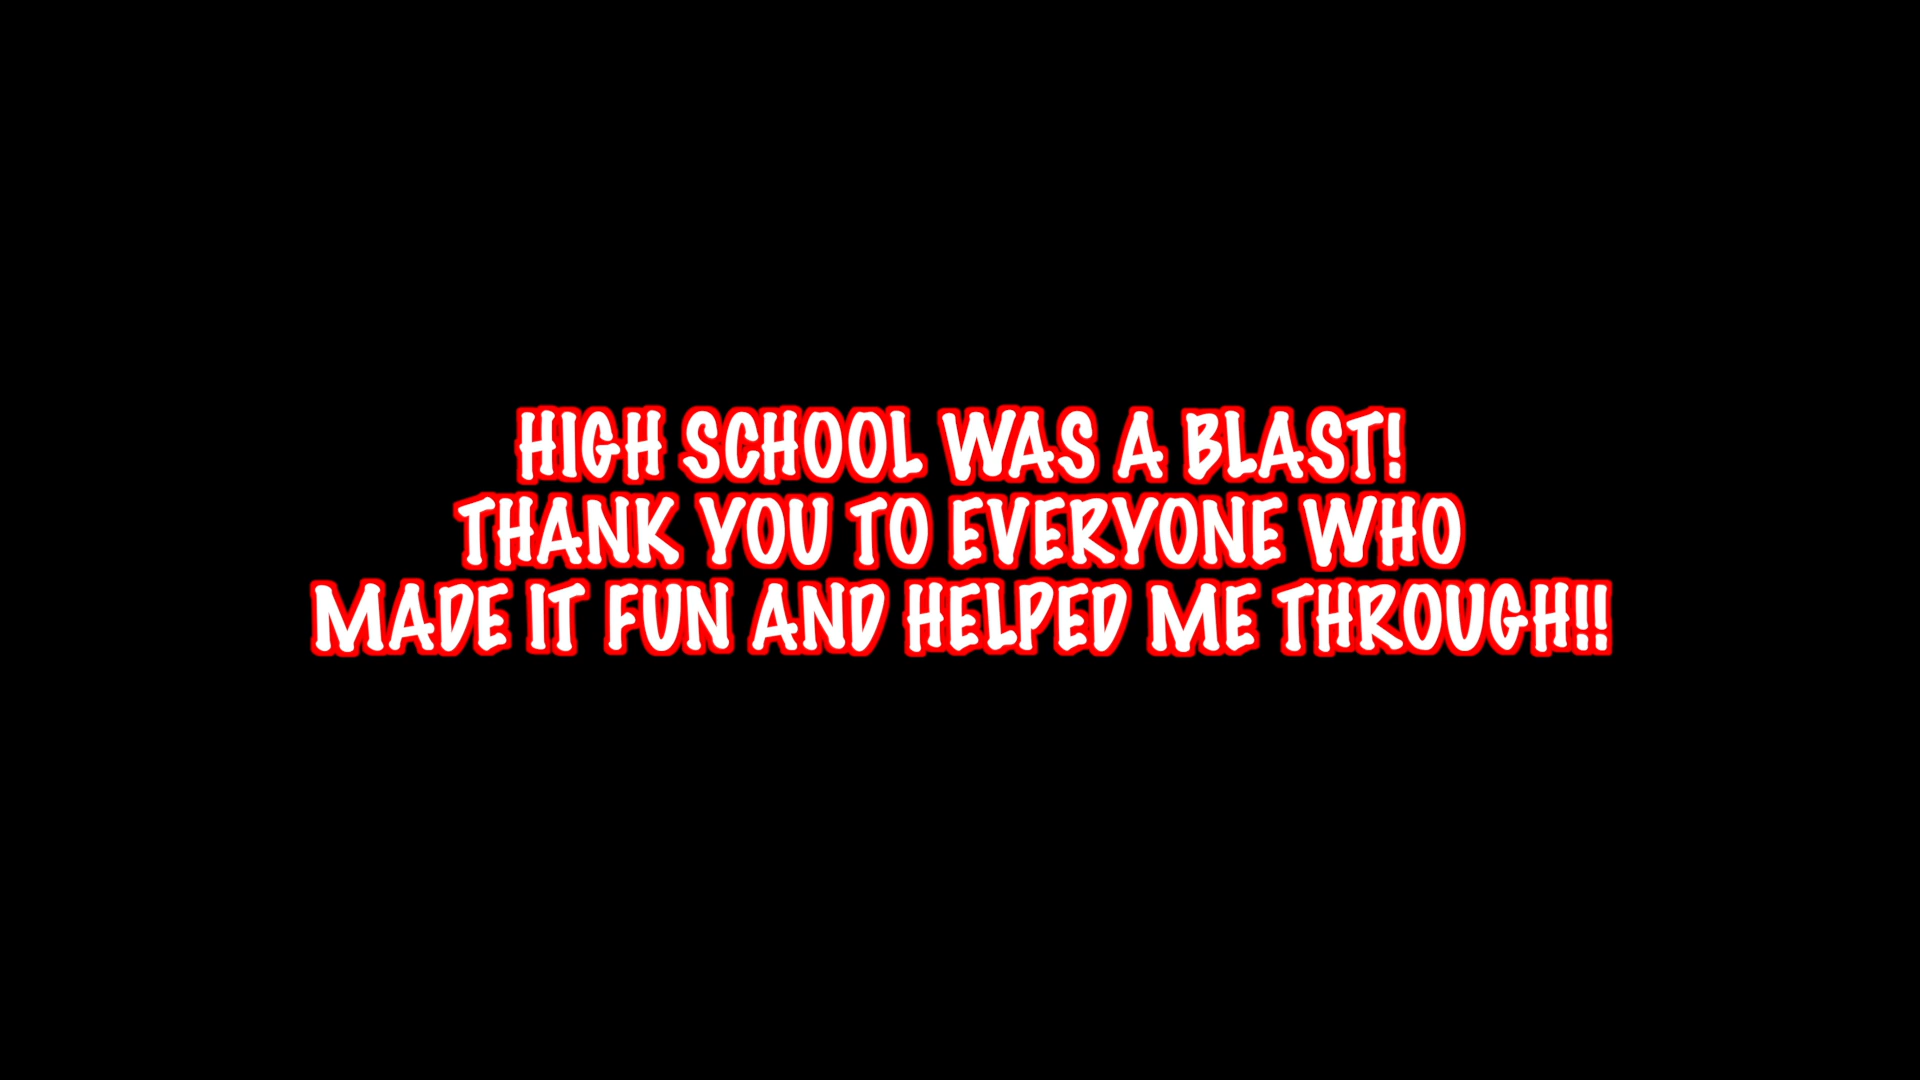 HIGH SCHOOL WAS A BLAST!
THANK YOU TO EVERYONE WHO
MADE IT FUN AND HELPED ME THROUGH!!